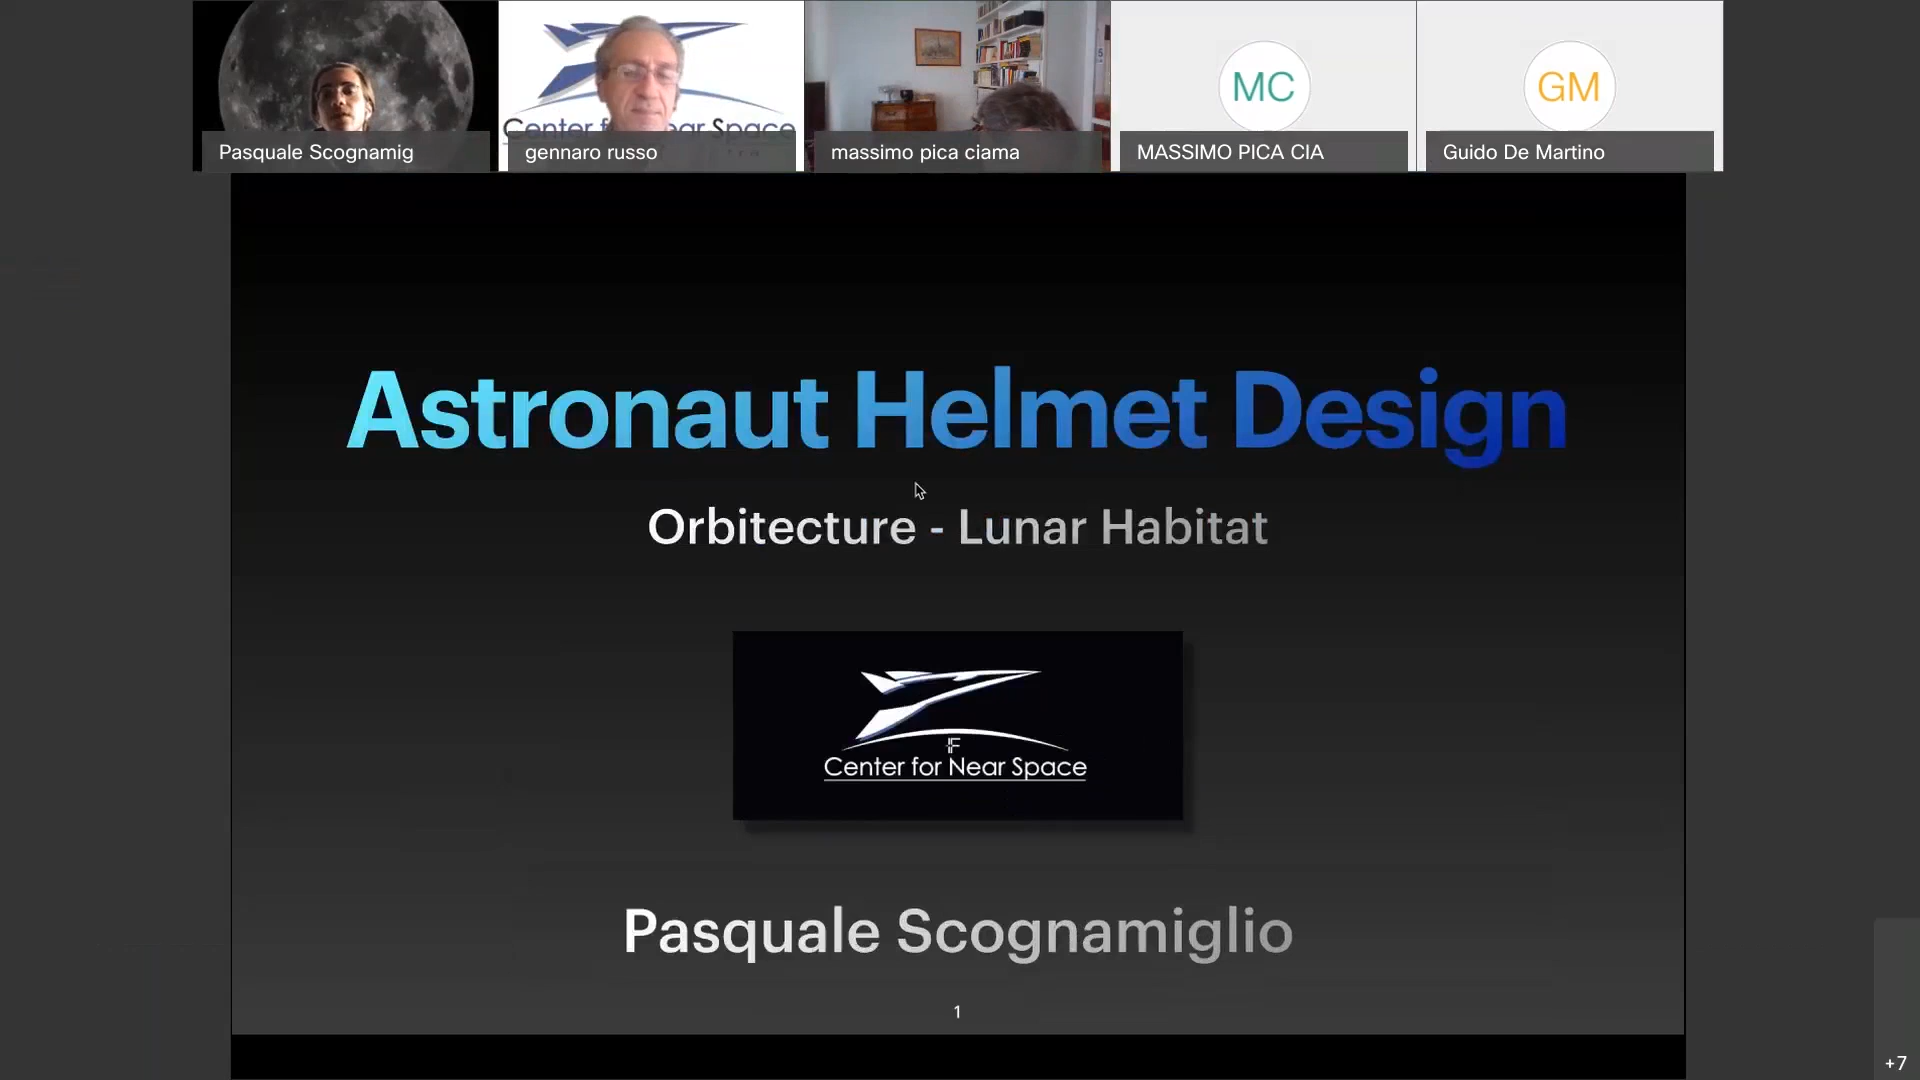 Pasquale Scognamig
gennaro russo
massimo pica ciama
MC
MASSIMO PICA CIA
GM
Guido De Martino
Astronaut Helmet Design
Orbitecture - Lunar Habitat
Center for Near Space
Pasquale Scognamiglio
1
+7